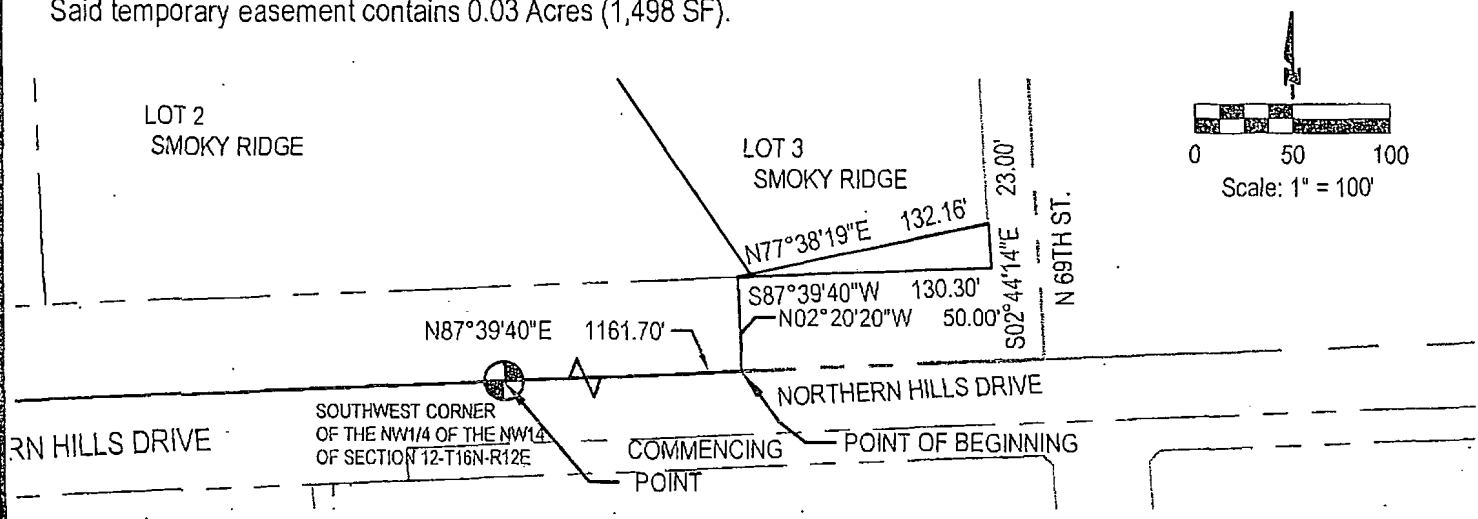 Said temporary easement contains 0.03 Acres (1,498 SF).
N
0 50 100
Scale: 1" = 100'
LOT 2
SMOKY RIDGE
LOT 3
SMOKY RIDGE
N77°38'19"E 132.16'
S02°44'14"E 23.00'
N 69TH ST.
S87°39'40"W 130.30'
N02°20'20"W 50.00'
N87°39'40"E 1161.70'
NORTHERN HILLS DRIVE
RN HILLS DRIVE
SOUTHWEST CORNER
OF THE NW1/4 OF THE NW14
OF SECTION 12-T16N-R12E
COMMENCING
POINT
POINT OF BEGINNING